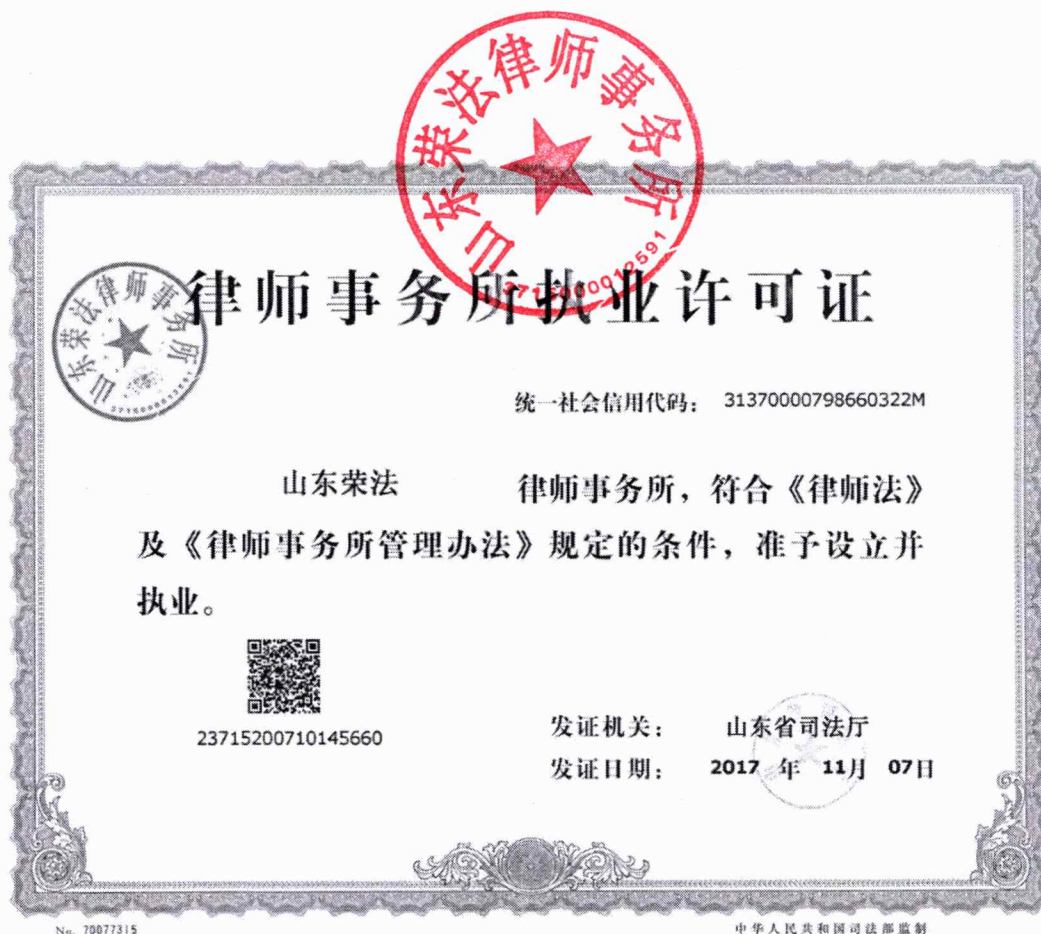 山东荣法律师事务所
3715000012591
律师事务所执业许可证
山东荣法律师事务所
3715000012591
统一社会信用代码： 31370000798660322M
山东荣法 律师事务所，符合《律师法》
及《律师事务所管理办法》规定的条件，准予设立并
执业。
23715200710145660
发证机关： 山东省司法厅
发证日期： 2017 年 11月 07日
No. 70077315
中华人民共和国司法部监制